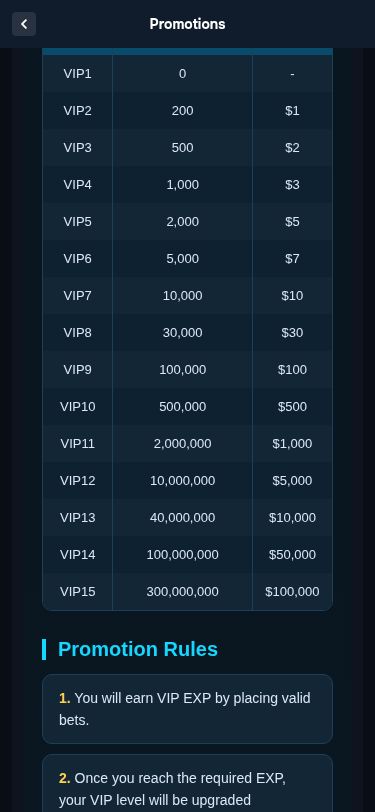 Promotions
VIP1 0 -
VIP2 200 $1
VIP3 500 $2
VIP4 1,000 $3
VIP5 2,000 $5
VIP6 5,000 $7
VIP7 10,000 $10
VIP8 30,000 $30
VIP9 100,000 $100
VIP10 500,000 $500
VIP11 2,000,000 $1,000
VIP12 10,000,000 $5,000
VIP13 40,000,000 $10,000
VIP14 100,000,000 $50,000
VIP15 300,000,000 $100,000
Promotion Rules
1. You will earn VIP EXP by placing valid
bets.
2. Once you reach the required EXP,
your VIP level will be upgraded